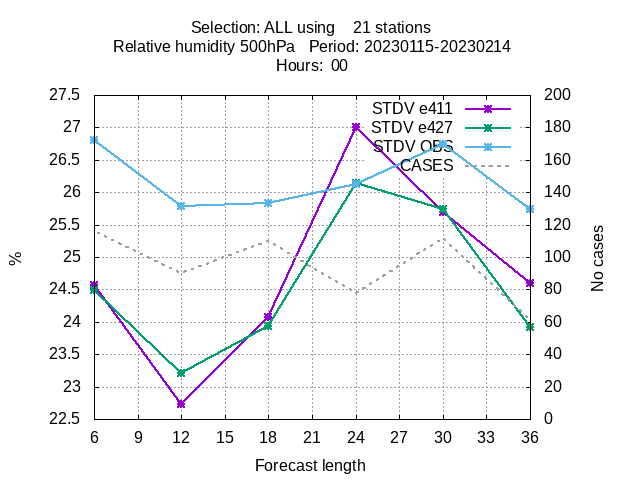 Selection: ALL using    21 stations
Relative humidity 500hPa   Period: 20230115-20230214
Hours:  00
27.5
27
26.5
26
25.5
25
24.5
24
23.5
23
22.5
%
STDV e411
STDV e427
STDV OBS
CASES
200
180
160
140
120
100
80
60
40
20
0
No cases
6 9 12 15 18 21 24 27 30 33 36
Forecast length